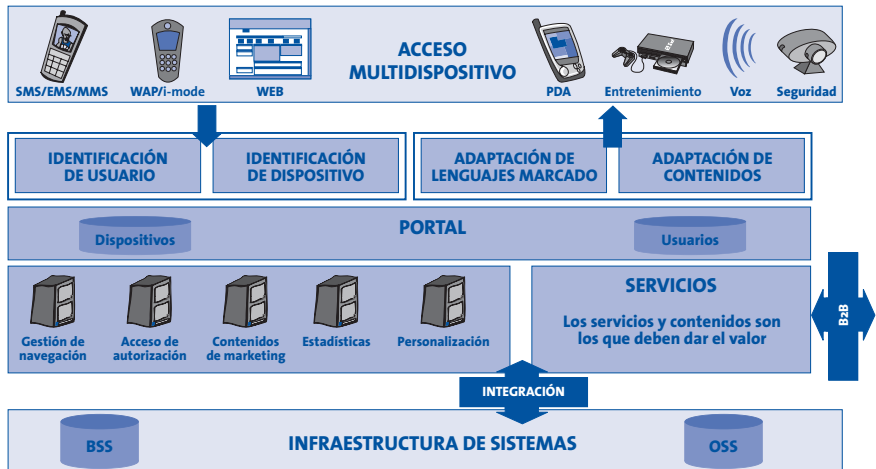 ACCESO
MULTIDISPOSITIVO
SMS/EMS/MMS
WAP/i-mode
WEB
PDA
Entretenimiento
Voz
Seguridad
IDENTIFICACIÓN
DE USUARIO
IDENTIFICACIÓN
DE DISPOSITIVO
ADAPTACIÓN DE
LENGUAJES MARCADO
ADAPTACIÓN DE
CONTENIDOS
PORTAL
Dispositivos
Usuarios
Gestión de
navegación
Acceso de
autorización
Contenidos
de marketing
Estadísticas
Personalización
SERVICIOS
Los servicios y contenidos son
los que deben dar el valor
B2B
INTEGRACIÓN
BSS
INFRAESTRUCTURA DE SISTEMAS
OSS